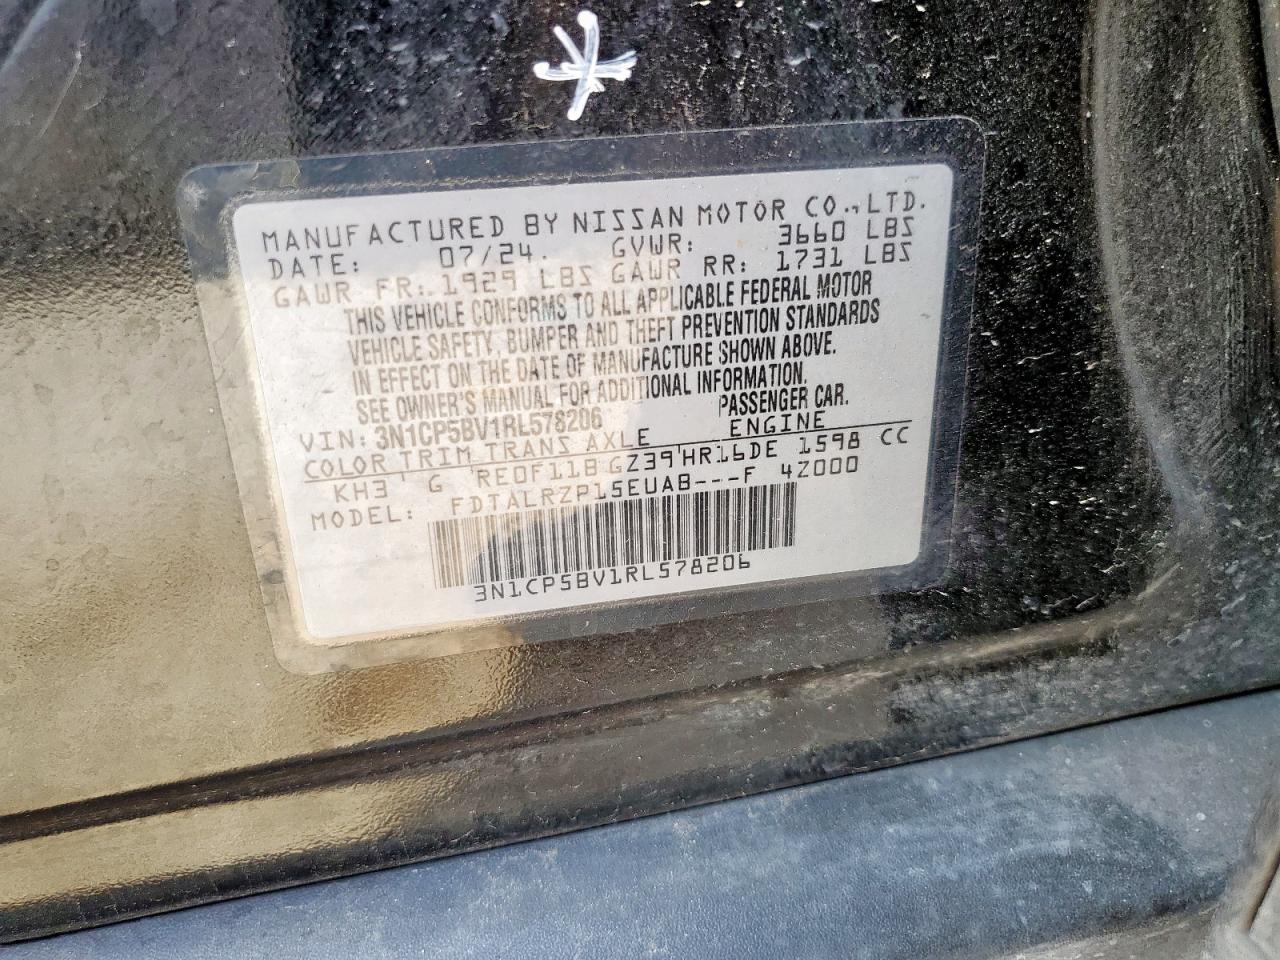 MANUFACTURED BY NISSAN MOTOR CO., LTD.
DATE: 07/24. GVWR: 3660 LBS
GAWR FR: 1929 LBS GAWR RR: 1731 LBS
THIS VEHICLE CONFORMS TO ALL APPLICABLE FEDERAL MOTOR
VEHICLE SAFETY, BUMPER AND THEFT PREVENTION STANDARDS
IN EFFECT ON THE DATE OF MANUFACTURE SHOWN ABOVE.
SEE OWNER'S MANUAL FOR ADDITIONAL INFORMATION.
VIN: 3N1CP5BV1RL578206 PASSENGER CAR.
COLOR TRIM TRANS AXLE ENGINE
KH3 G RE0F11B GZ39 HR16DE 1598 CC
MODEL: FDTALRZP15EUAB---F 4Z000
3N1CP5BV1RL578206